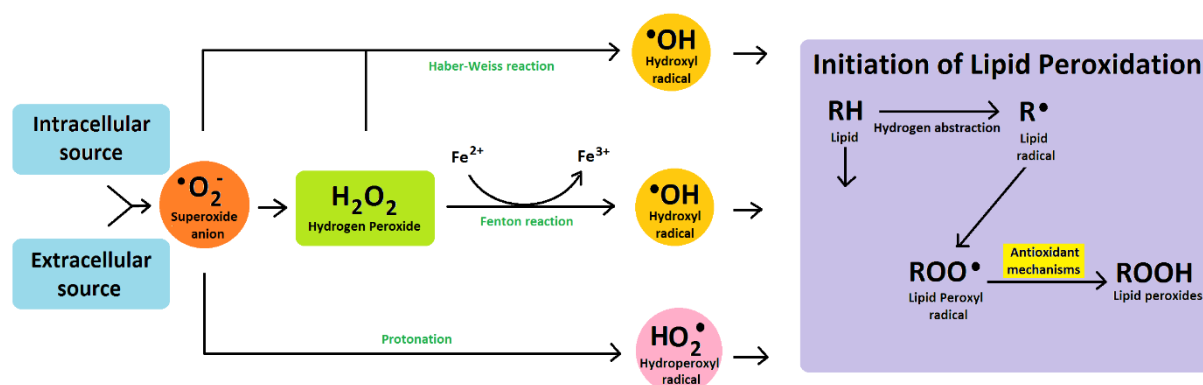 •OH
Hydroxyl
radical
Haber-Weiss reaction
Intracellular
source
Extracellular
source
•O₂⁻
Superoxide
anion
H₂O₂
Hydrogen Peroxide
Fe²⁺
Fe³⁺
Fenton reaction
•OH
Hydroxyl
radical
Protonation
HO₂•
Hydroperoxyl
radical
Initiation of Lipid Peroxidation
RH
Lipid
Hydrogen abstraction
R•
Lipid
radical
ROO•
Lipid Peroxyl
radical
Antioxidant
mechanisms
ROOH
Lipid peroxides